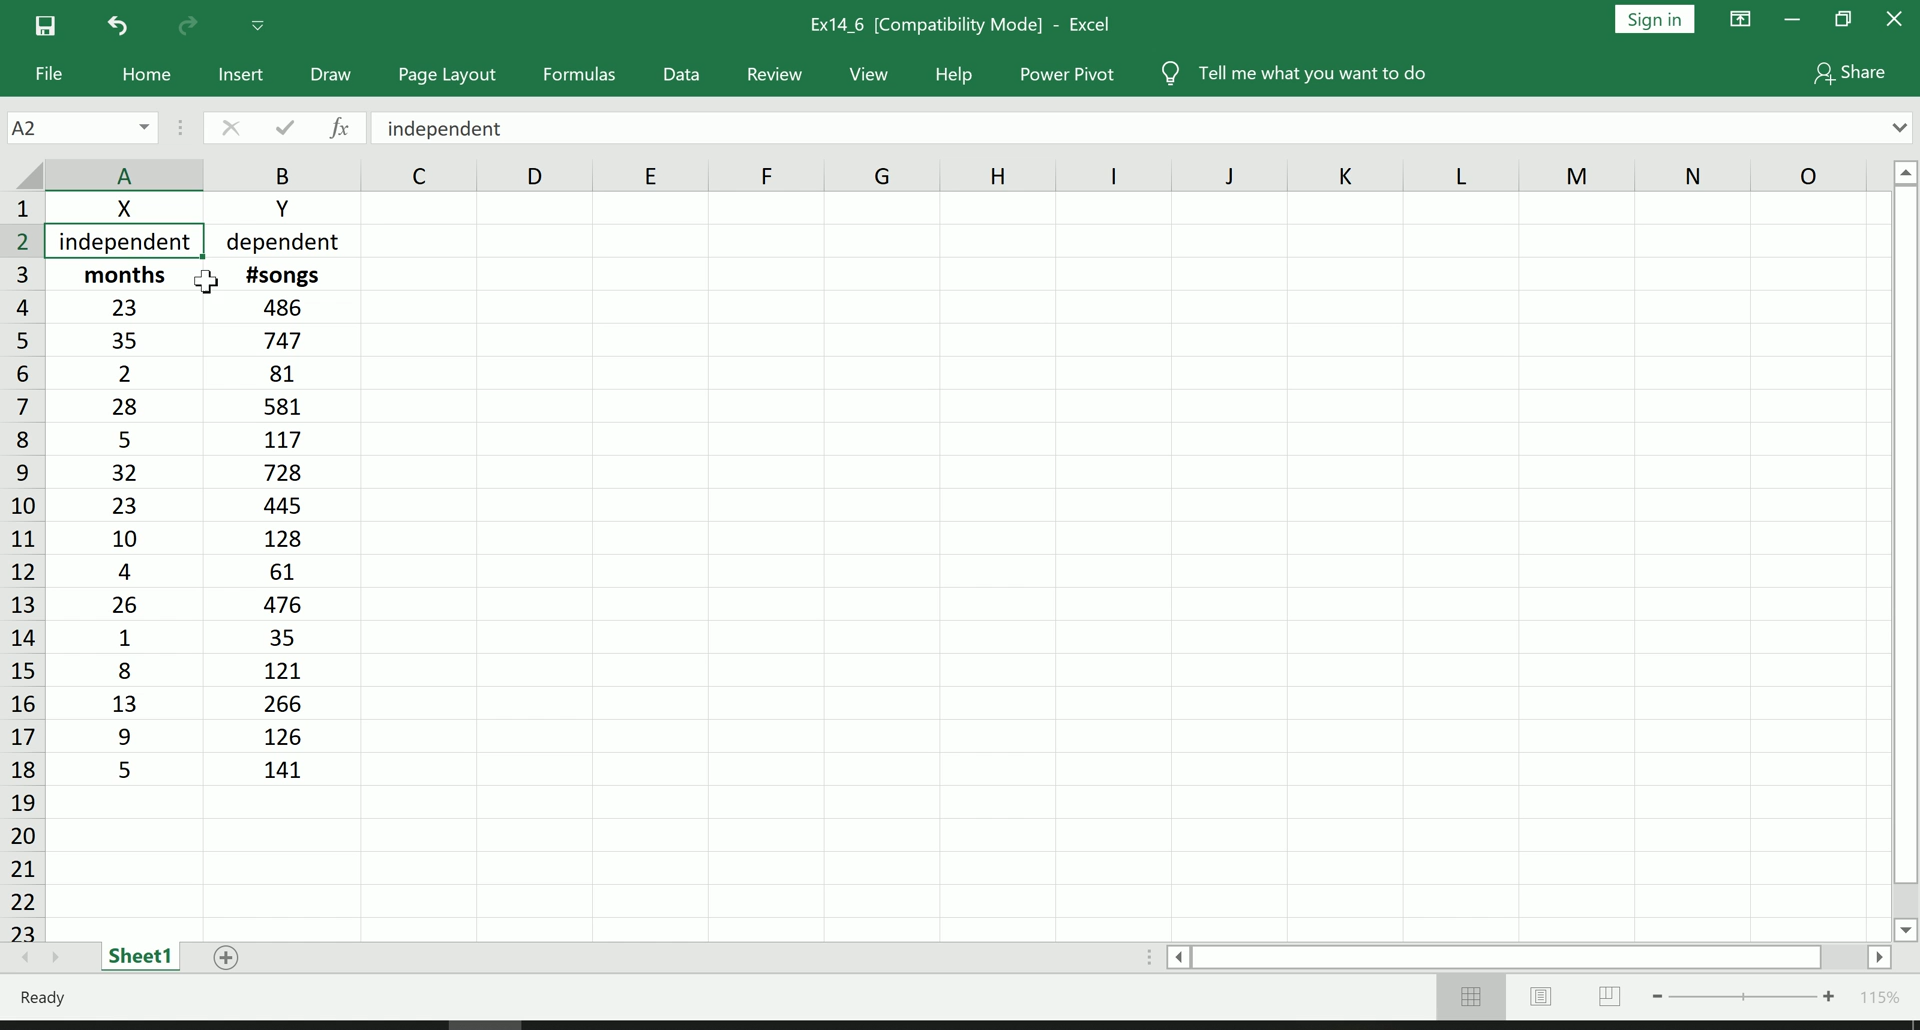 Ex14_6 [Compatibility Mode] - Excel
Sign in
File Home Insert Draw Page Layout Formulas Data Review View Help Power Pivot Tell me what you want to do Share
A2 fx independent
A B C D E F G H I J K L M N O
1 X Y
2 independent dependent
3 months #songs
4 23 486
5 35 747
6 2 81
7 28 581
8 5 117
9 32 728
10 23 445
11 10 128
12 4 61
13 26 476
14 1 35
15 8 121
16 13 266
17 9 126
18 5 141
19
20
21
22
23
Sheet1
Ready 115%